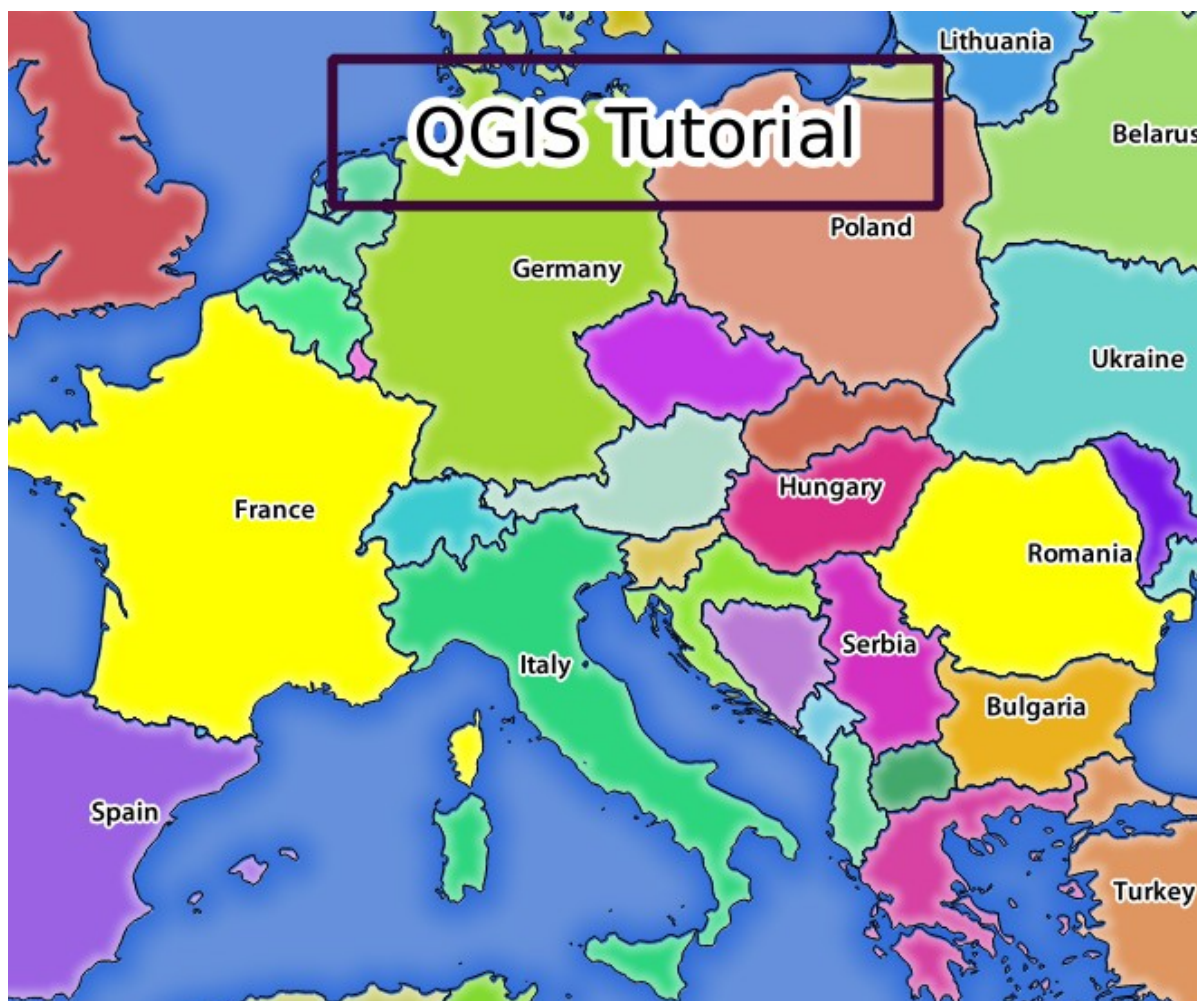 Lithuania
QGIS Tutorial
Belarus
Poland
Germany
Ukraine
Hungary
France
Romania
Serbia
Italy
Bulgaria
Spain
Turkey